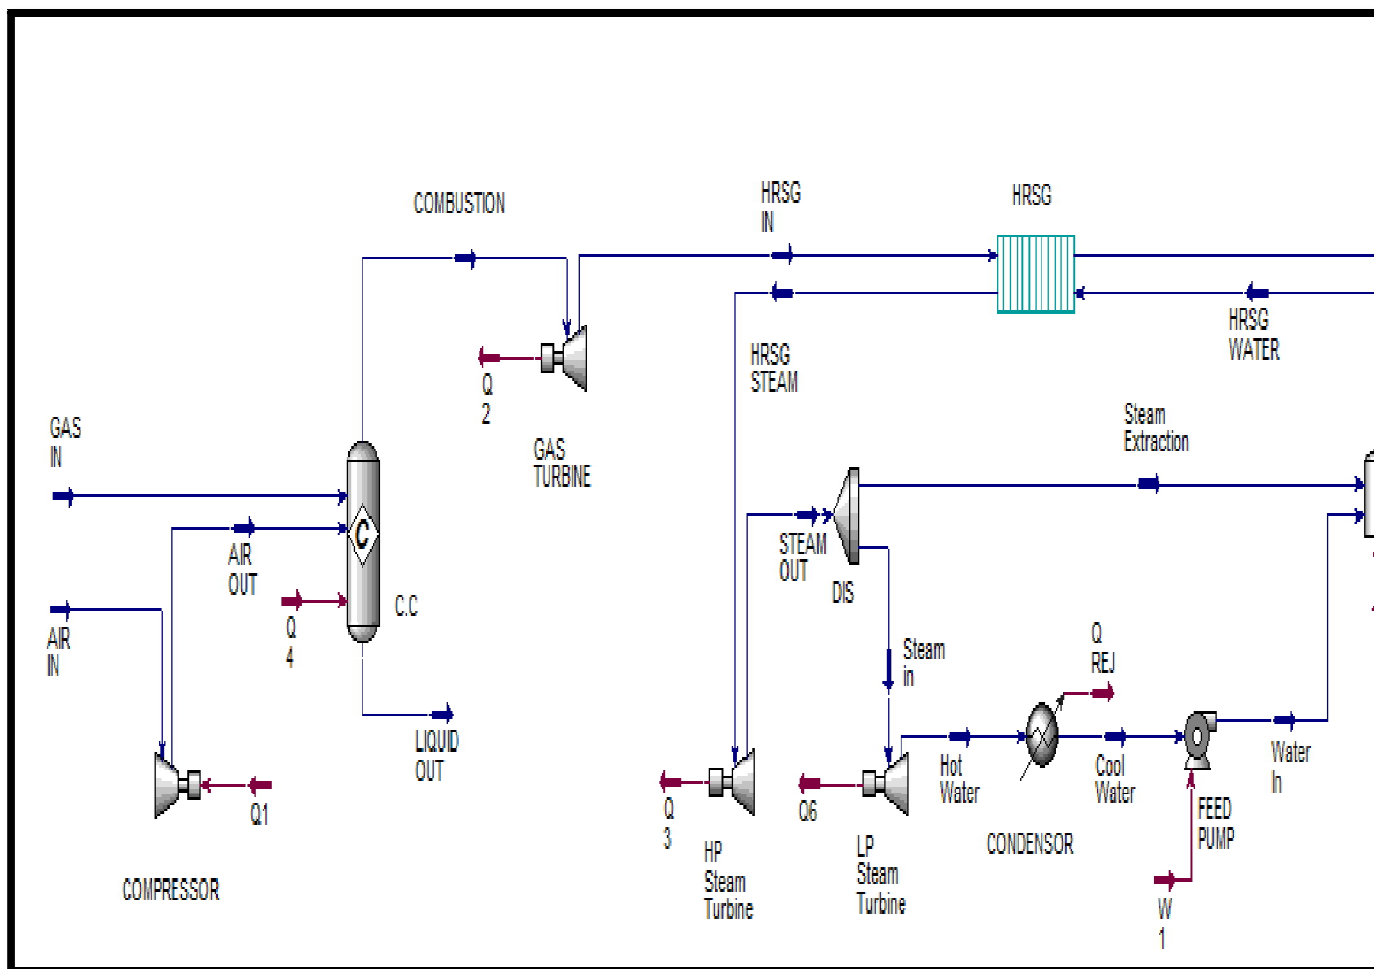 COMBUSTION
HRSG
IN
HRSG
HRSG
STEAM
HRSG
WATER
Q
2
GAS
TURBINE
GAS
IN
AIR
OUT
C
C.C
Q
4
AIR
IN
LIQUID
OUT
Q1
COMPRESSOR
Steam
Extraction
STEAM
OUT
DIS
Steam
in
Q
REJ
Hot
Water
Cool
Water
Water
In
CONDENSOR
FEED
PUMP
Q
3
Q6
HP
Steam
Turbine
LP
Steam
Turbine
W
1